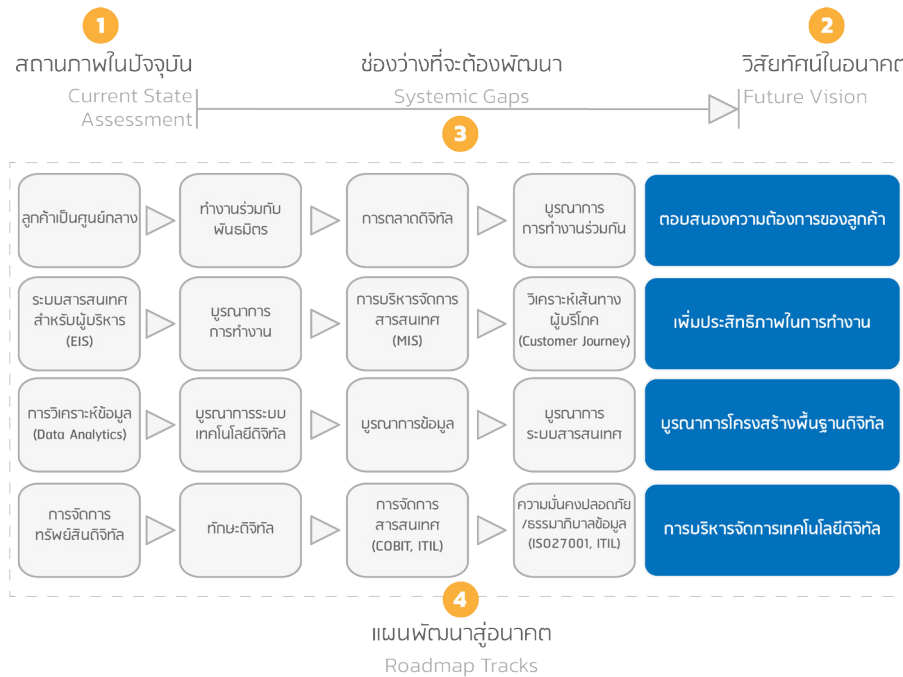 1
สถานภาพในปัจจุบัน
Current State
Assessment
ช่องว่างที่จะต้องพัฒนา
Systemic Gaps
3
2
วิสัยทัศน์ในอนาคต
Future Vision
ลูกค้าเป็นศูนย์กลาง
ทำงานร่วมกับ
พันธมิตร
การตลาดดิจิทัล
บูรณาการ
การทำงานร่วมกัน
ตอบสนองความต้องการของลูกค้า
ระบบสารสนเทศ
สำหรับผู้บริหาร
(EIS)
บูรณาการ
การทำงาน
การบริหารจัดการ
สารสนเทศ
(MIS)
วิเคราะห์เส้นทาง
ผู้บริโภค
(Customer Journey)
เพิ่มประสิทธิภาพในการทำงาน
การวิเคราะห์ข้อมูล
(Data Analytics)
บูรณาการระบบ
เทคโนโลยีดิจิทัล
บูรณาการข้อมูล
บูรณาการ
ระบบสารสนเทศ
บูรณาการโครงสร้างพื้นฐานดิจิทัล
การจัดการ
ทรัพย์สินดิจิทัล
ทักษะดิจิทัล
การจัดการ
สารสนเทศ
(COBIT, ITIL)
ความมั่นคงปลอดภัย
/ธรรมาภิบาลข้อมูล
(ISO27001, ITIL)
การบริหารจัดการเทคโนโลยีดิจิทัล
4
แผนพัฒนาสู่อนาคต
Roadmap Tracks